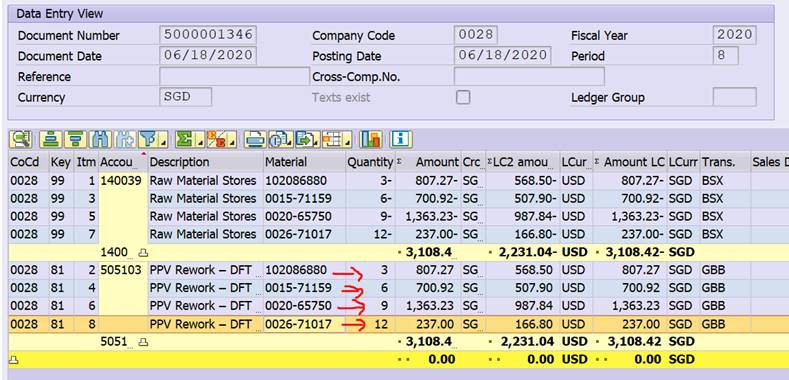 Data Entry View
Document Number 5000001346 Company Code 0028 Fiscal Year 2020
Document Date 06/18/2020 Posting Date 06/18/2020 Period 8
Reference Cross-Comp.No.
Currency SGD Texts exist Ledger Group
CoCd Key Itm Accou... Description Material Quantity Σ Amount Crc... Σ LC2 amou... LCur... Σ Amount LC LCurr Trans. Sales D
0028 99 1 140039 Raw Material Stores 102086880 3- 807.27- SG... 568.50- USD 807.27- SGD BSX
0028 99 3 Raw Material Stores 0015-71159 6- 700.92- SG... 507.90- USD 700.92- SGD BSX
0028 99 5 Raw Material Stores 0020-65750 9- 1,363.23- SG... 987.84- USD 1,363.23- SGD BSX
0028 99 7 Raw Material Stores 0026-71017 12- 237.00- SG... 166.80- USD 237.00- SGD BSX
1400... 3,108.4... 2,231.04- USD 3,108.42- SGD
0028 81 2 505103 PPV Rework – DFT ... 102086880 3 807.27 SG... 568.50 USD 807.27 SGD GBB
0028 81 4 PPV Rework – DFT ... 0015-71159 6 700.92 SG... 507.90 USD 700.92 SGD GBB
0028 81 6 PPV Rework – DFT ... 0020-65750 9 1,363.23 SG... 987.84 USD 1,363.23 SGD GBB
0028 81 8 PPV Rework – DFT ... 0026-71017 12 237.00 SG... 166.80 USD 237.00 SGD GBB
5051... 3,108.4... 2,231.04 USD 3,108.42 SGD
0.00 0.00 USD 0.00 SGD